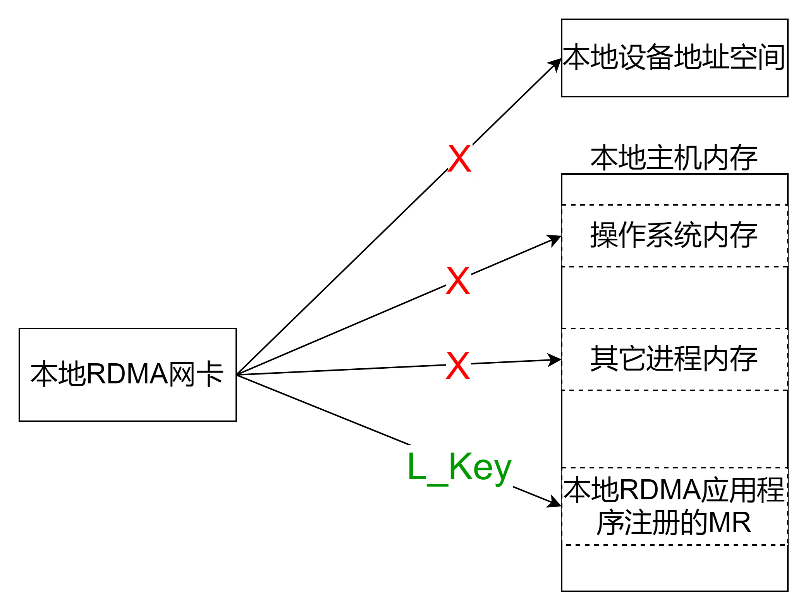 本地设备地址空间
本地主机内存
X
操作系统内存
X
其它进程内存
X
本地RDMA网卡
L_Key
本地RDMA应用程
序注册的MR